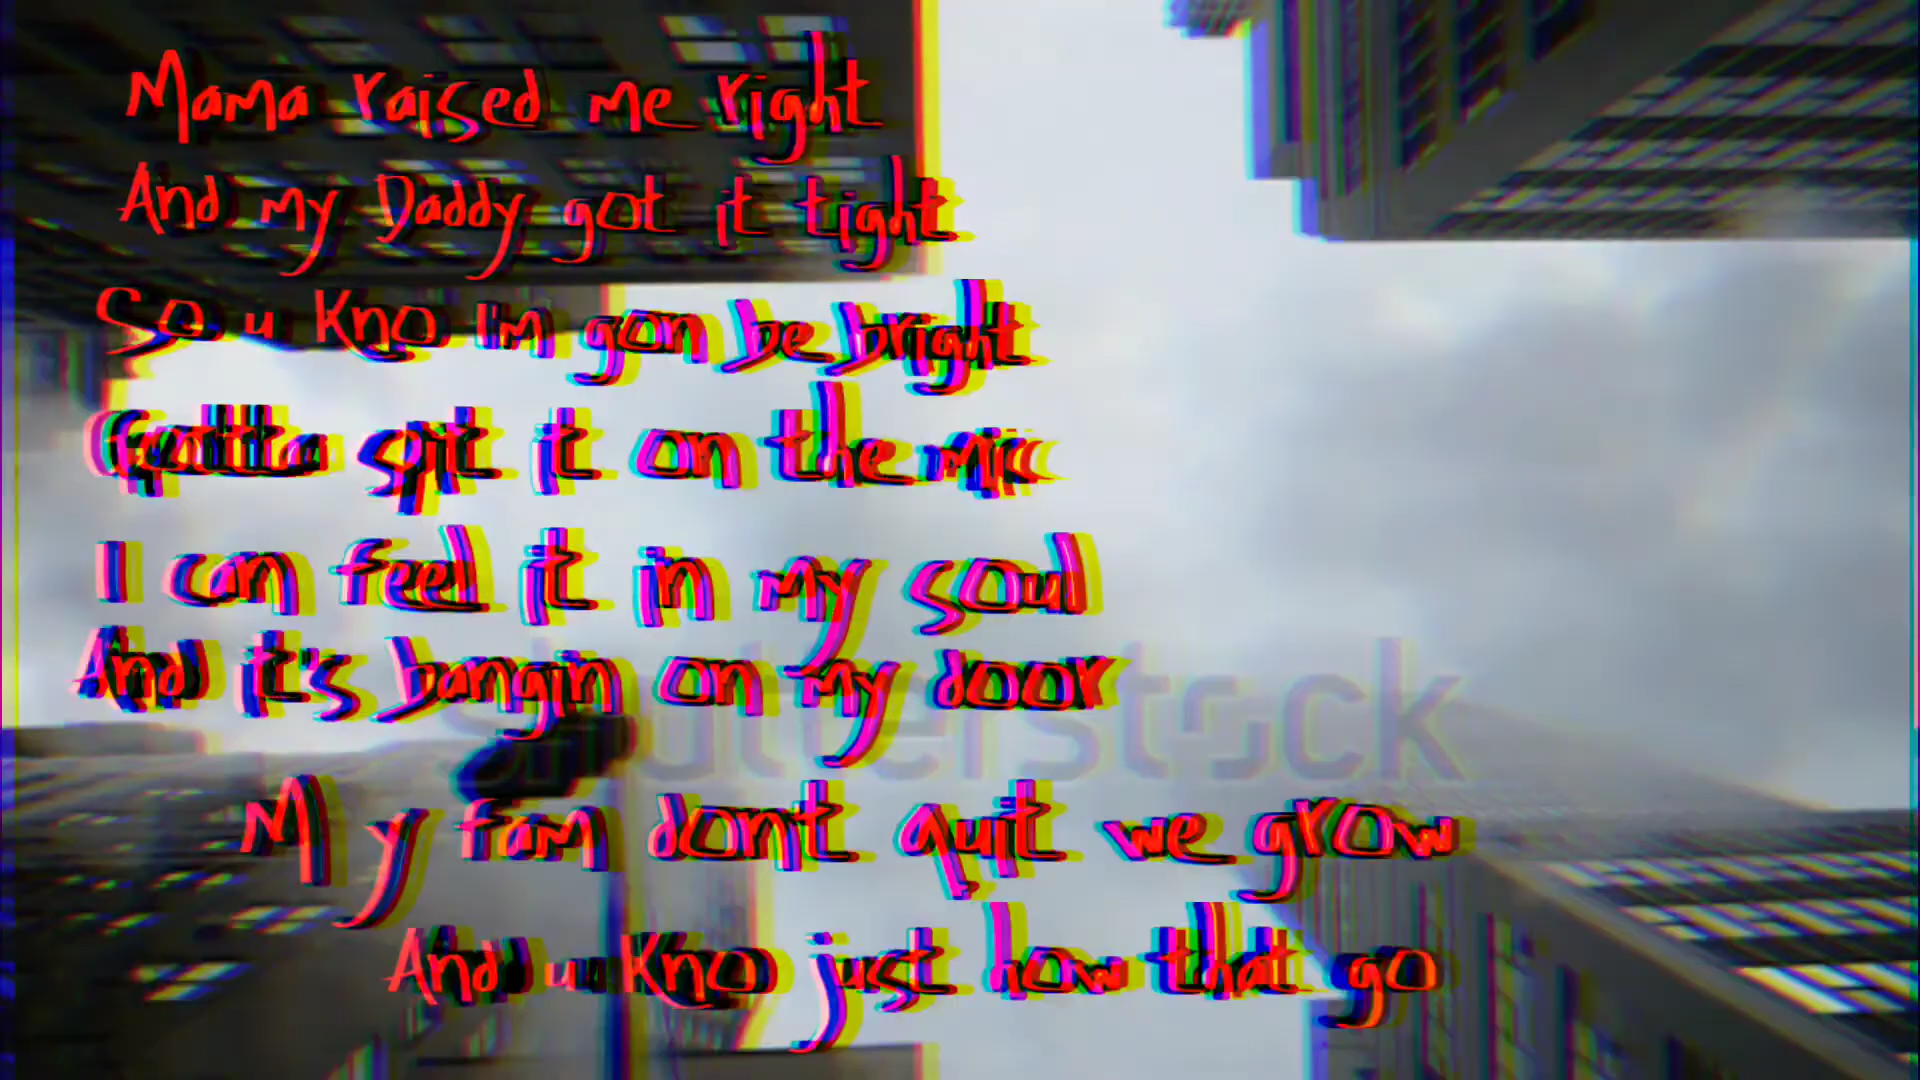 Mama raised me right
And my Daddy got it tight
So u Kno I'm gon be bright
Gotta spit it on the mic
I can feel it in my soul
And it's bangin on my door
shutterstock
My fam dont quit we grow
And u Kno just how that go